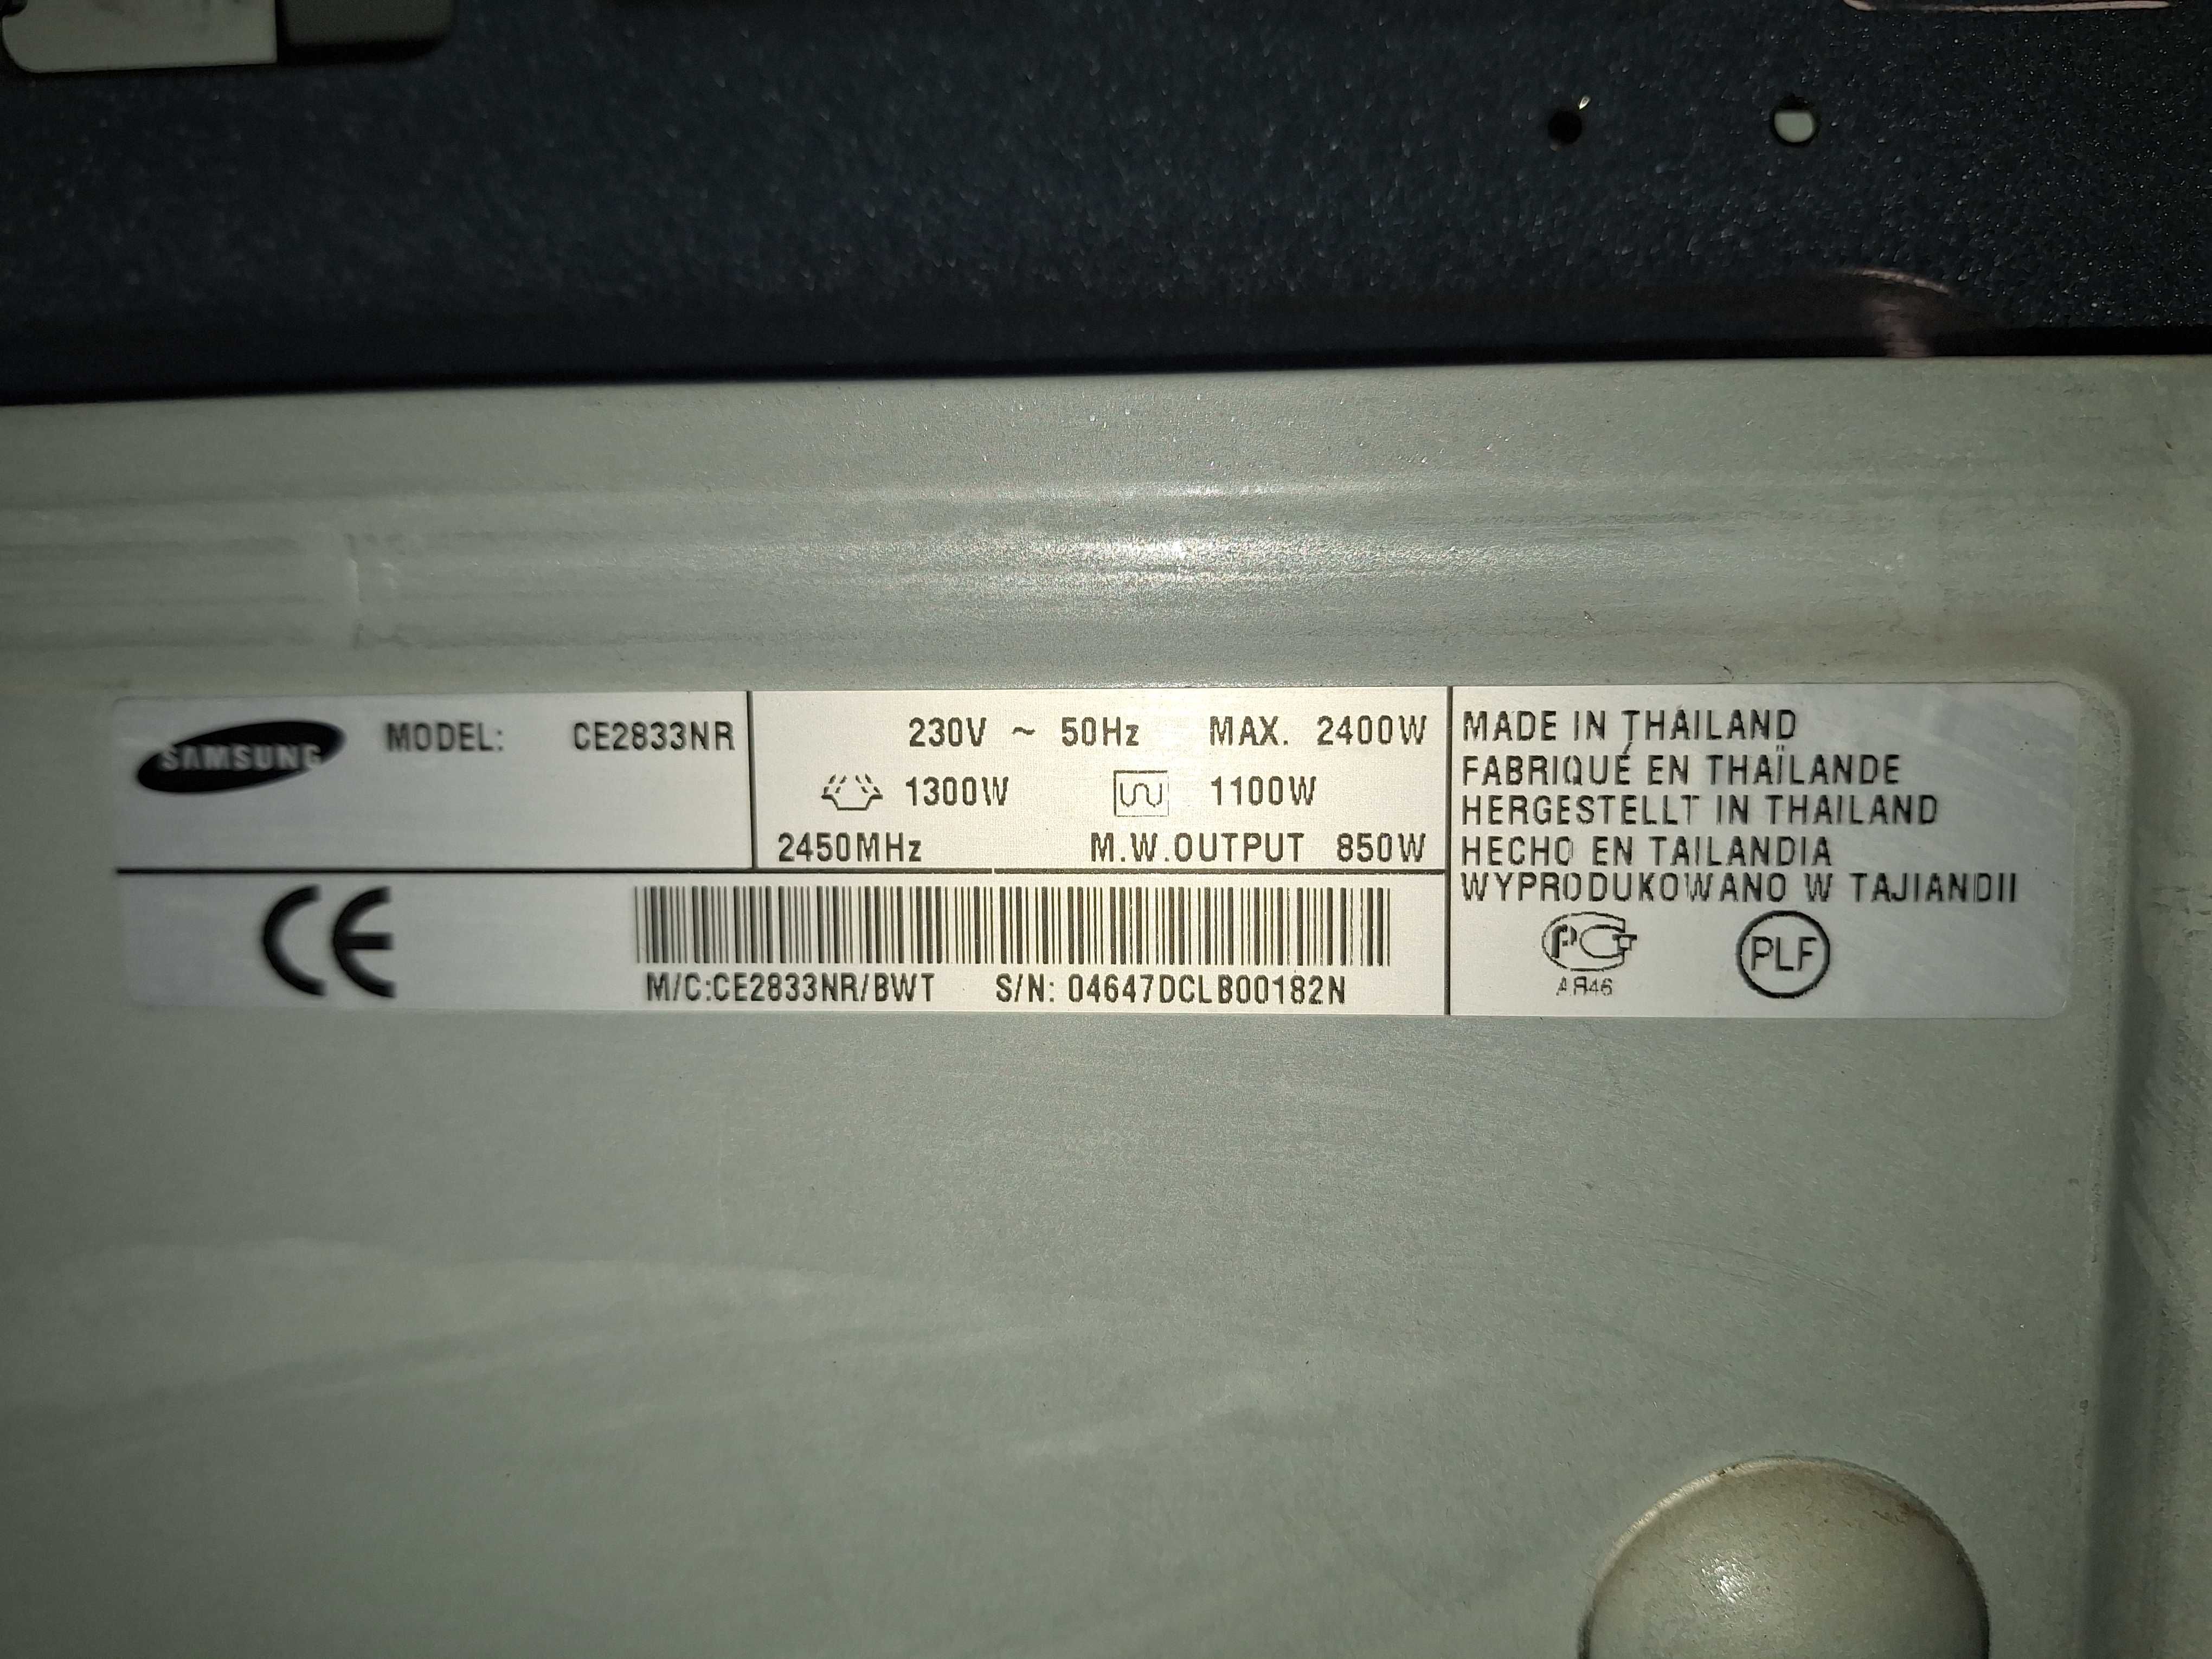 SAMSUNG MODEL: CE2833NR
230V ~ 50Hz MAX. 2400W
1300W 1100W
2450MHz M.W.OUTPUT 850W
CE
M/C:CE2833NR/BWT S/N: 04647DCLB00182N
MADE IN THAILAND
FABRIQUÉ EN THAÏLANDE
HERGESTELLT IN THAILAND
HECHO EN TAILANDIA
WYPRODUKOWANO W TAJIANDII
PCT PLF